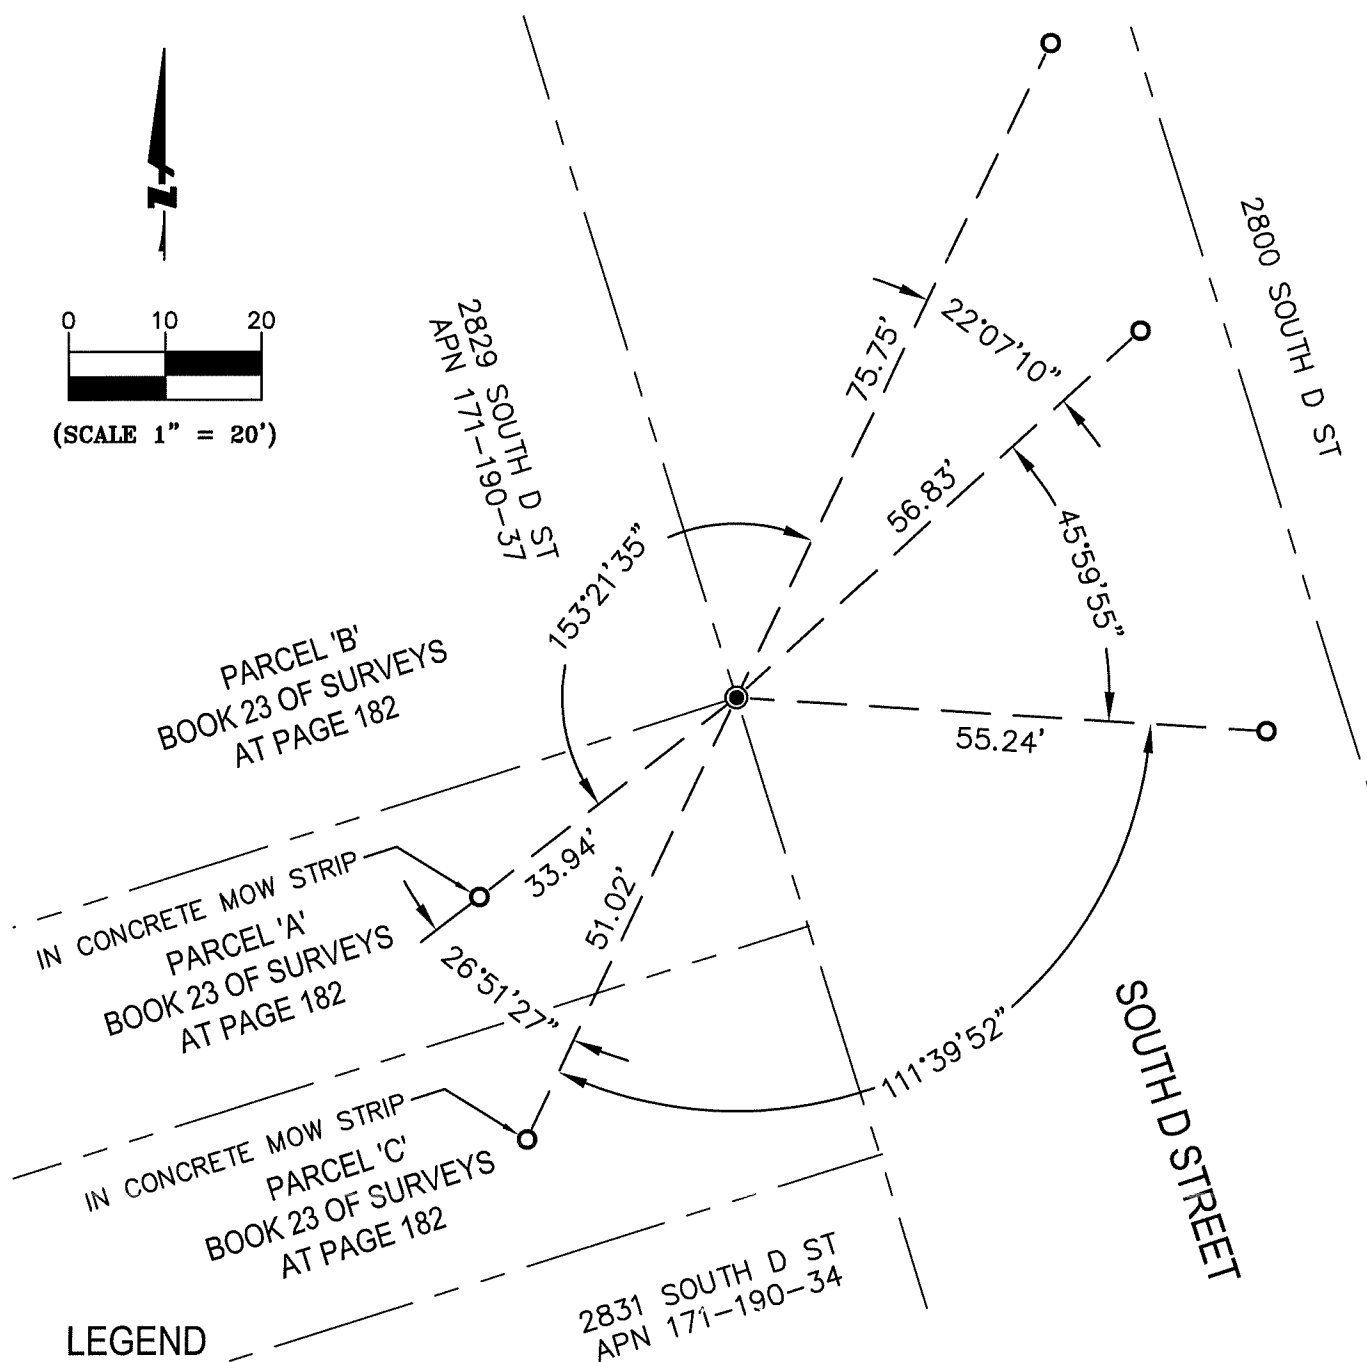 0 10 20
(SCALE 1" = 20')
2829 SOUTH D ST
APN 171-190-37
2800 SOUTH D ST
75.75'
22°07'10"
56.83'
45°59'55"
153°21'35"
55.24'
PARCEL 'B'
BOOK 23 OF SURVEYS
AT PAGE 182
33.94'
51.02'
IN CONCRETE MOW STRIP
PARCEL 'A'
BOOK 23 OF SURVEYS
AT PAGE 182
26°51'27"
111°39'52"
SOUTH D STREET
IN CONCRETE MOW STRIP
PARCEL 'C'
BOOK 23 OF SURVEYS
AT PAGE 182
2831 SOUTH D ST
APN 171-190-34
LEGEND